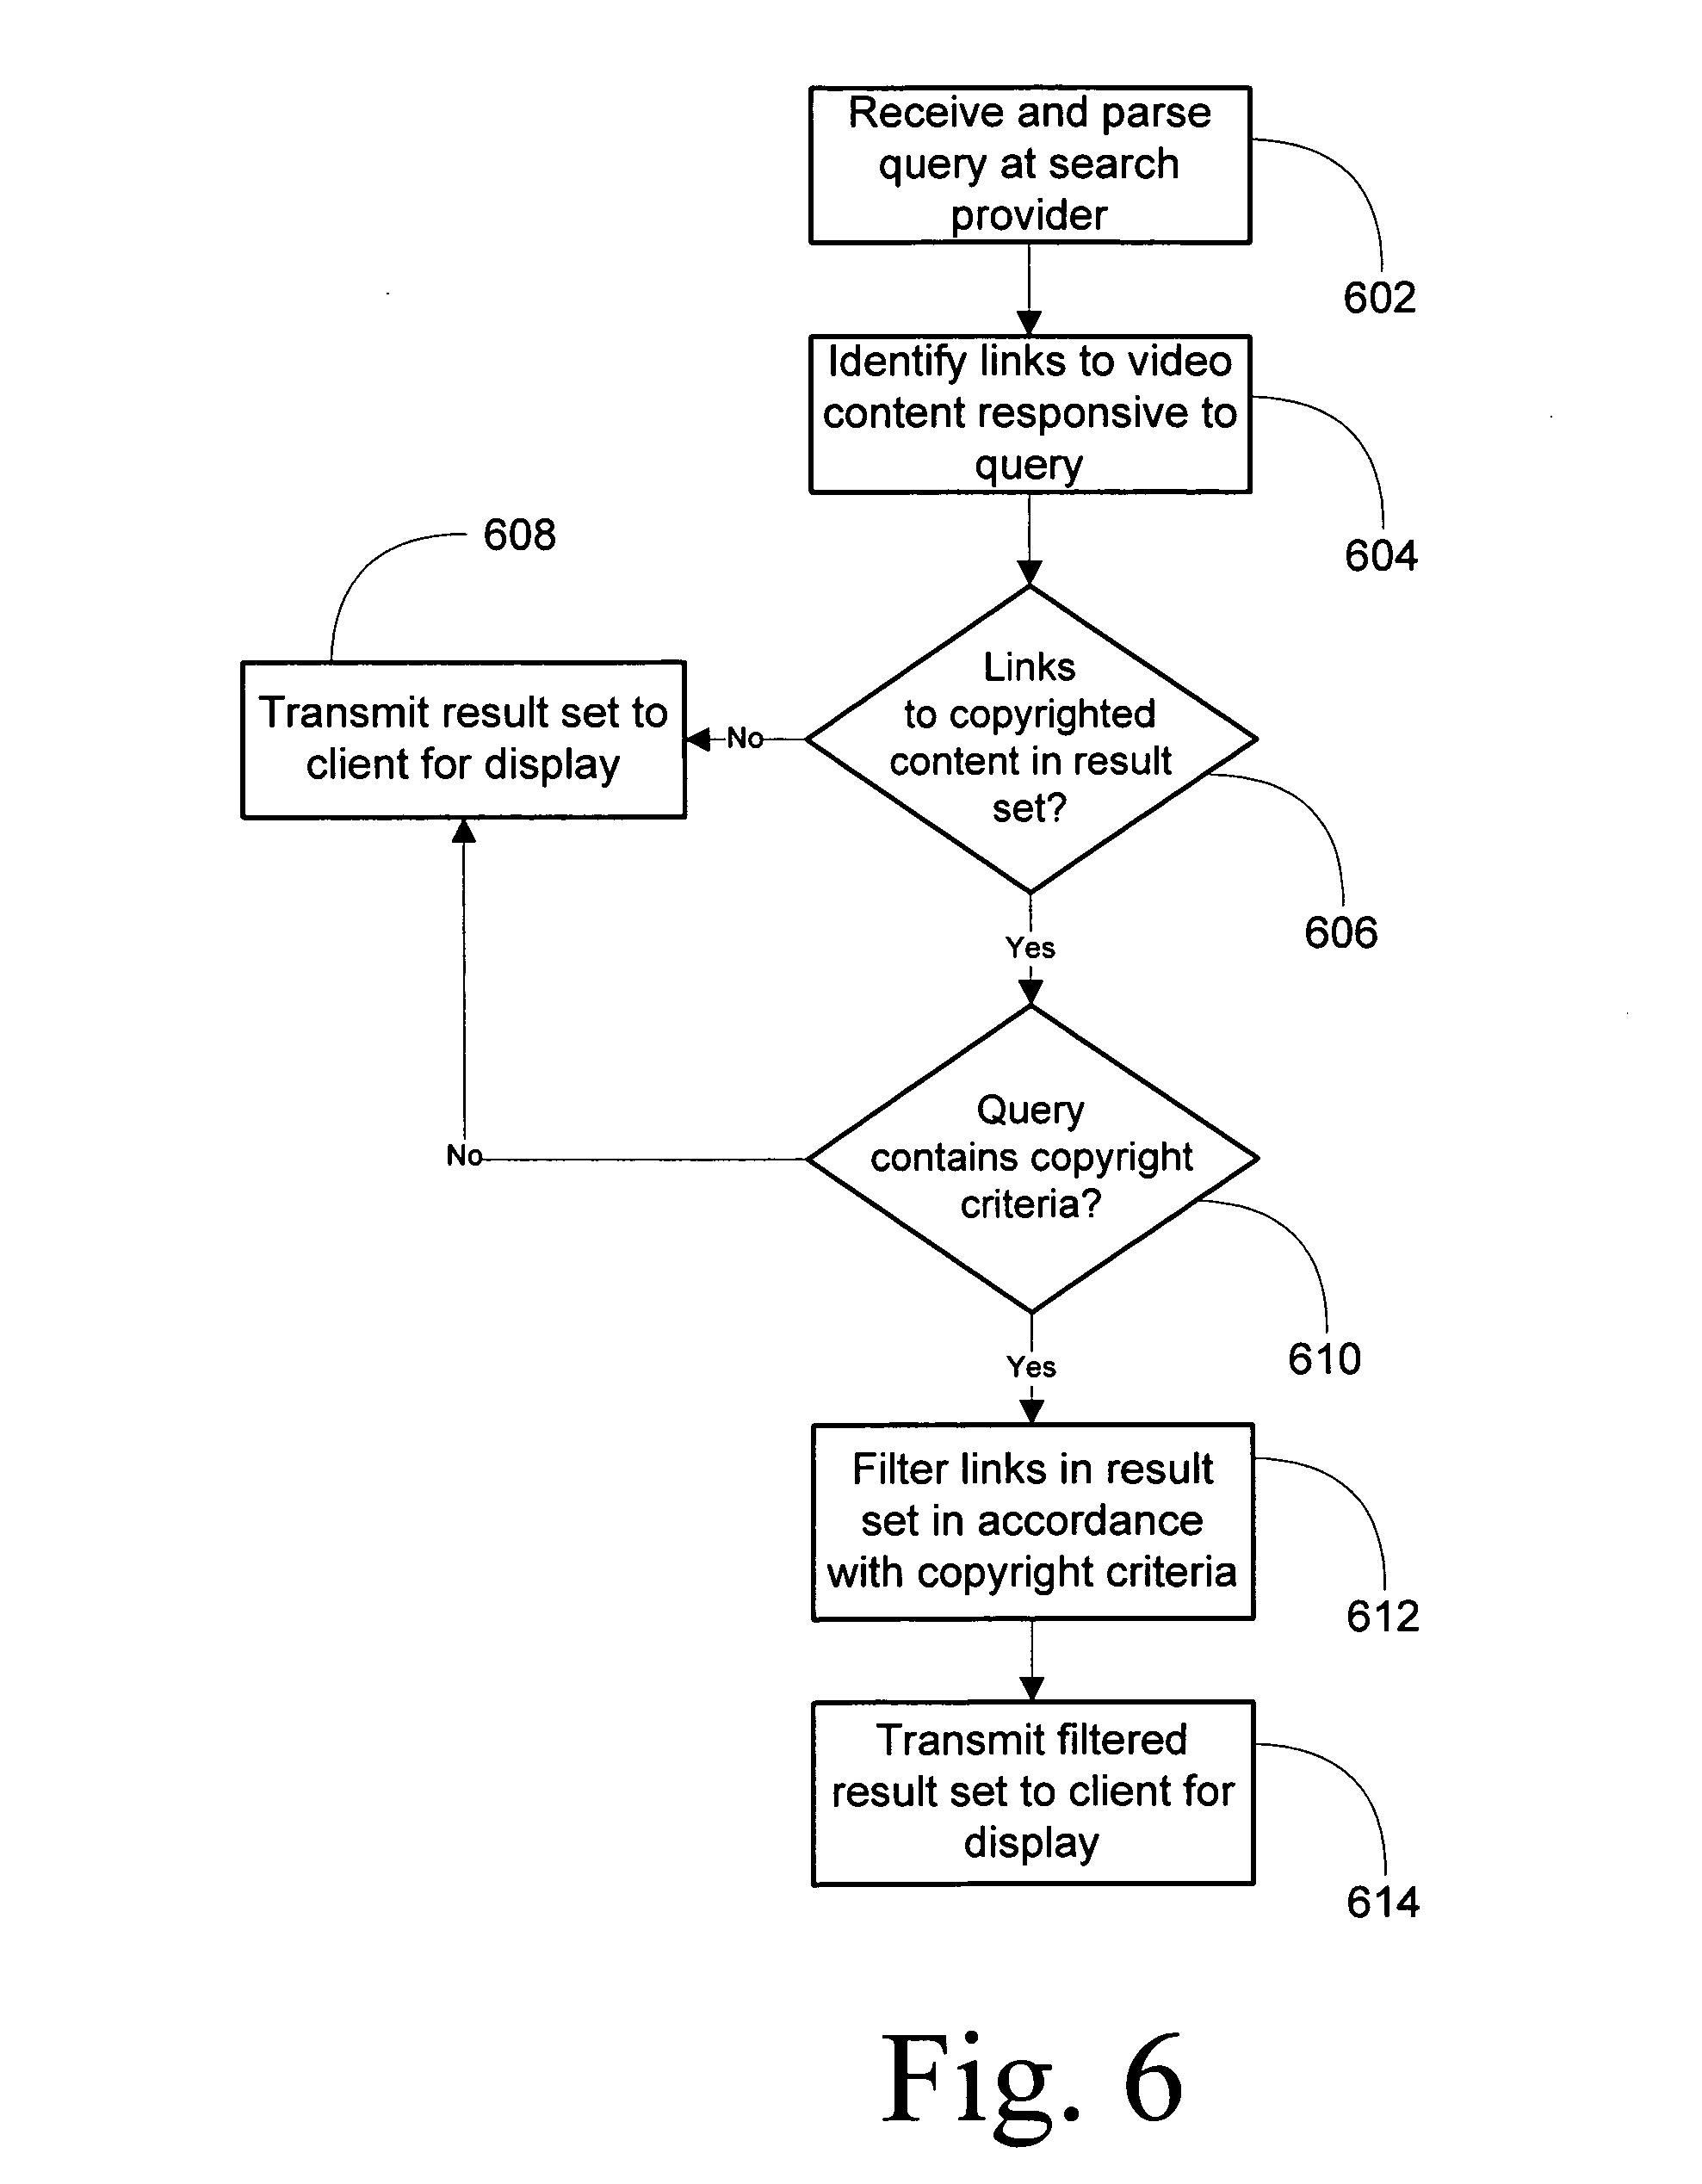 Receive and parse
query at search
provider
602
Identify links to video
content responsive to
query
604
608
Transmit result set to
client for display
No
Links
to copyrighted
content in result
set?
606
Yes
Query
contains copyright
criteria?
No
610
Yes
Filter links in result
set in accordance
with copyright criteria
612
Transmit filtered
result set to client for
display
614
Fig. 6